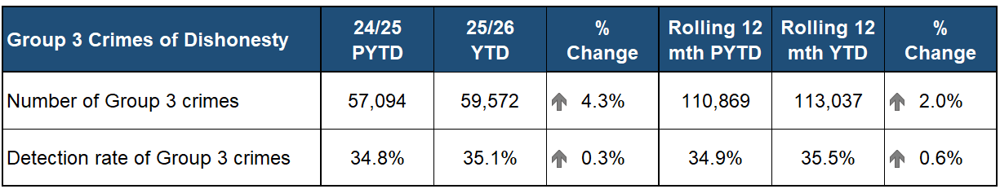 Group 3 Crimes of Dishonesty 24/25 PYTD 25/26 YTD % Change Rolling 12 mth PYTD Rolling 12 mth YTD % Change
Number of Group 3 crimes 57,094 59,572 4.3% 110,869 113,037 2.0%
Detection rate of Group 3 crimes 34.8% 35.1% 0.3% 34.9% 35.5% 0.6%